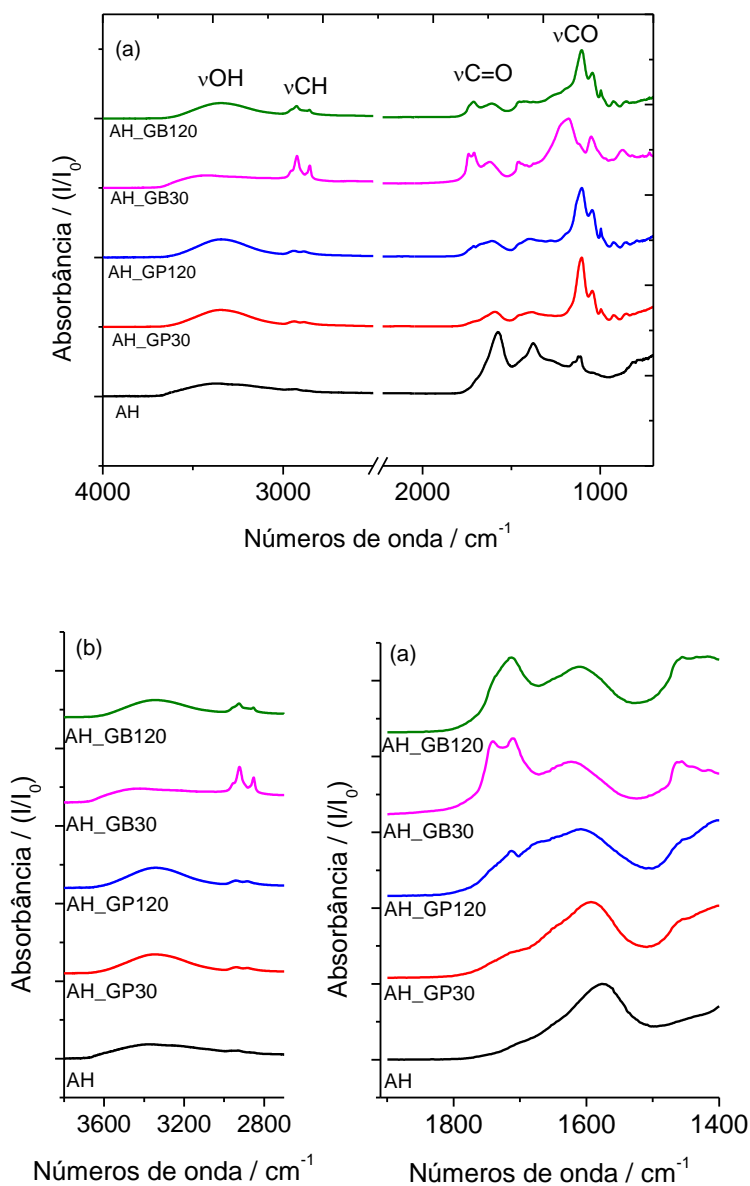 (a)
νOH
νCH
νC=O
νCO
AH_GB120
AH_GB30
AH_GP120
AH_GP30
AH
Absorbância / (I/I₀)
4000
3000
2000
1000
Números de onda / cm⁻¹
(b)
AH_GB120
AH_GB30
AH_GP120
AH_GP30
AH
Absorbância / (I/I₀)
3600
3200
2800
Números de onda / cm⁻¹
(a)
AH_GB120
AH_GB30
AH_GP120
AH_GP30
AH
Absorbância / (I/I₀)
1800
1600
1400
Números de onda / cm⁻¹